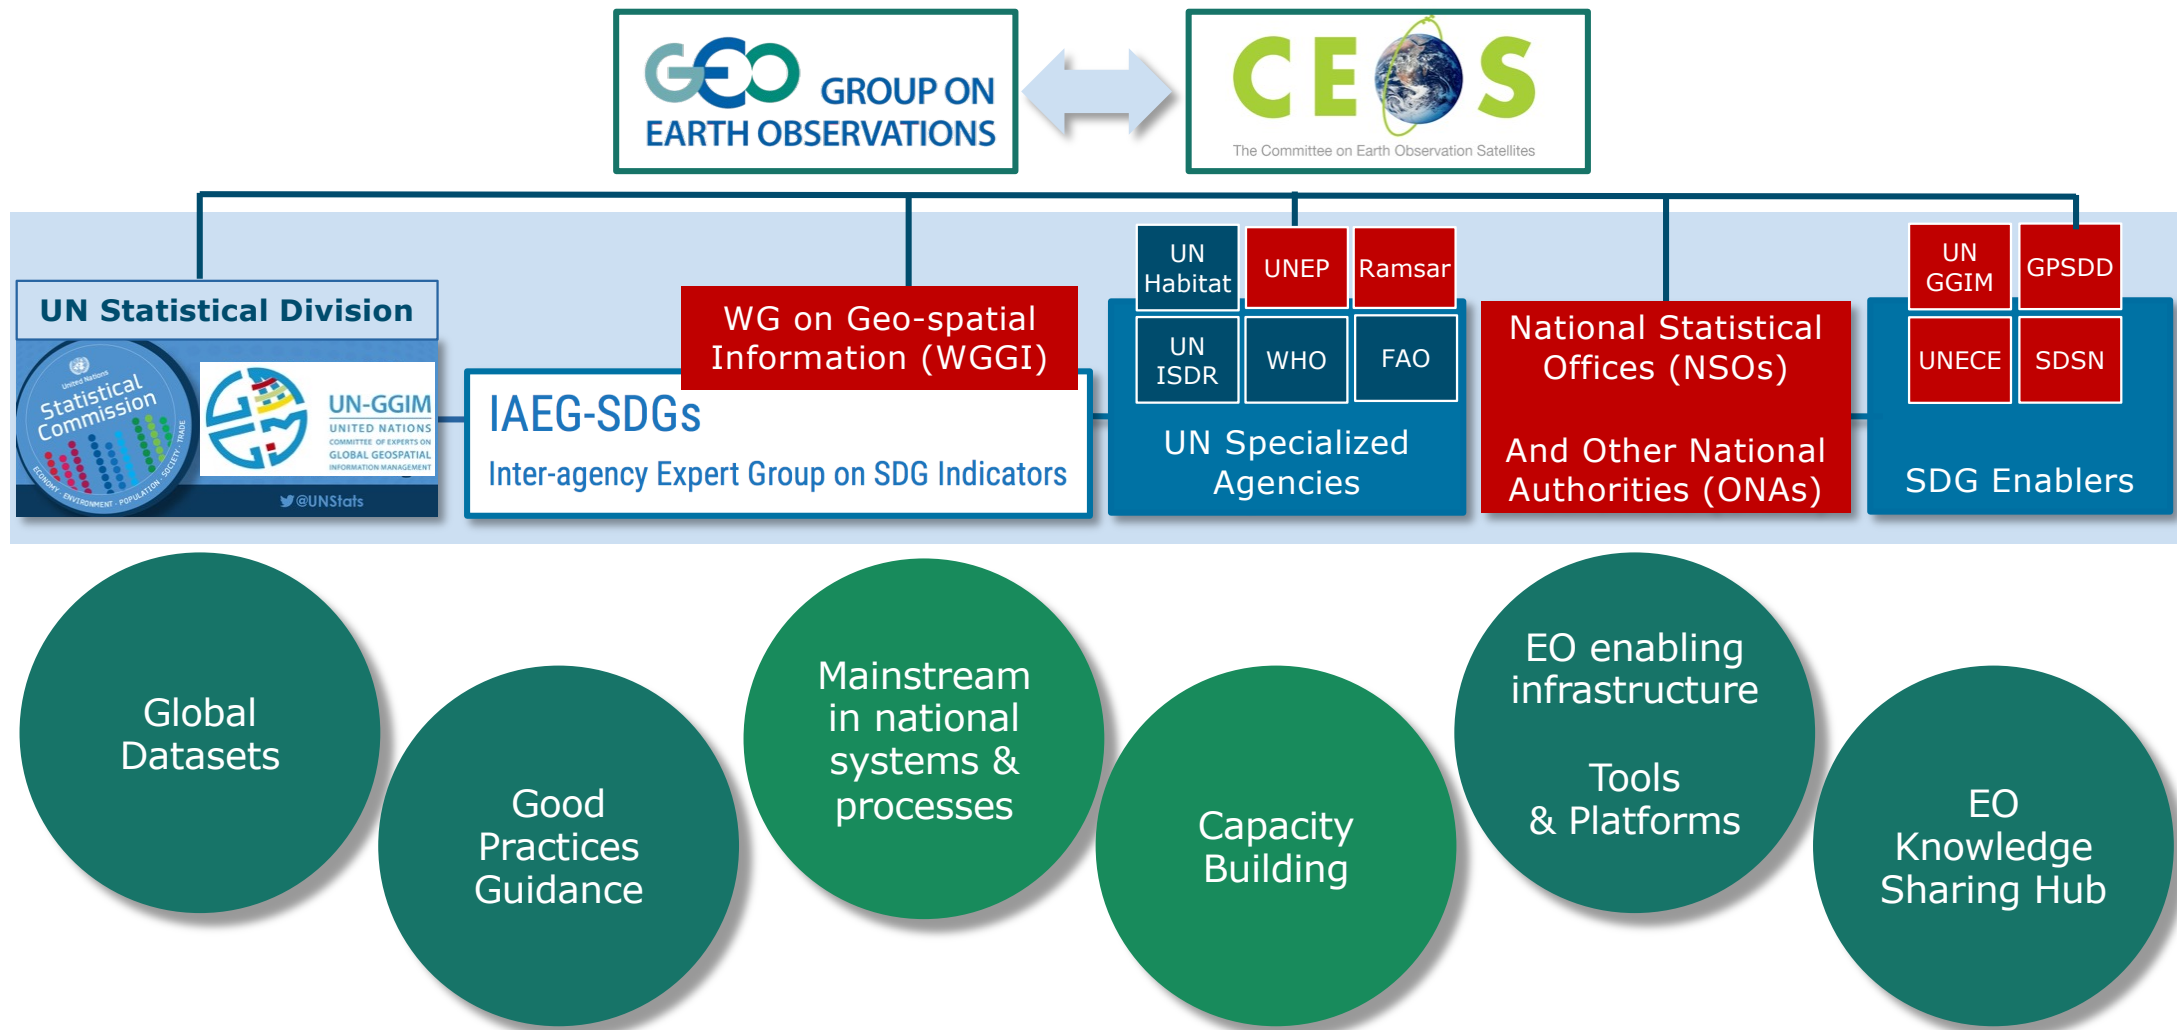 GEO
GROUP ON
EARTH OBSERVATIONS
CEOS
The Committee on Earth Observation Satellites
UN Statistical Division
United Nations
Statistical
Commission
ECONOMY · ENVIRONMENT · POPULATION · SOCIETY · TRADE
UN-GGIM
UNITED NATIONS
COMMITTEE OF EXPERTS ON
GLOBAL GEOSPATIAL
INFORMATION MANAGEMENT
@UNStats
WG on Geo-spatial
Information (WGGI)
IAEG-SDGs
Inter-agency Expert Group on SDG Indicators
UN
Habitat
UNEP
Ramsar
UN
ISDR
WHO
FAO
UN Specialized
Agencies
National Statistical
Offices (NSOs)
And Other National
Authorities (ONAs)
UN
GGIM
GPSDD
UNECE
SDSN
SDG Enablers
Global
Datasets
Good
Practices
Guidance
Mainstream
in national
systems &
processes
Capacity
Building
EO enabling
infrastructure
Tools
& Platforms
EO
Knowledge
Sharing Hub